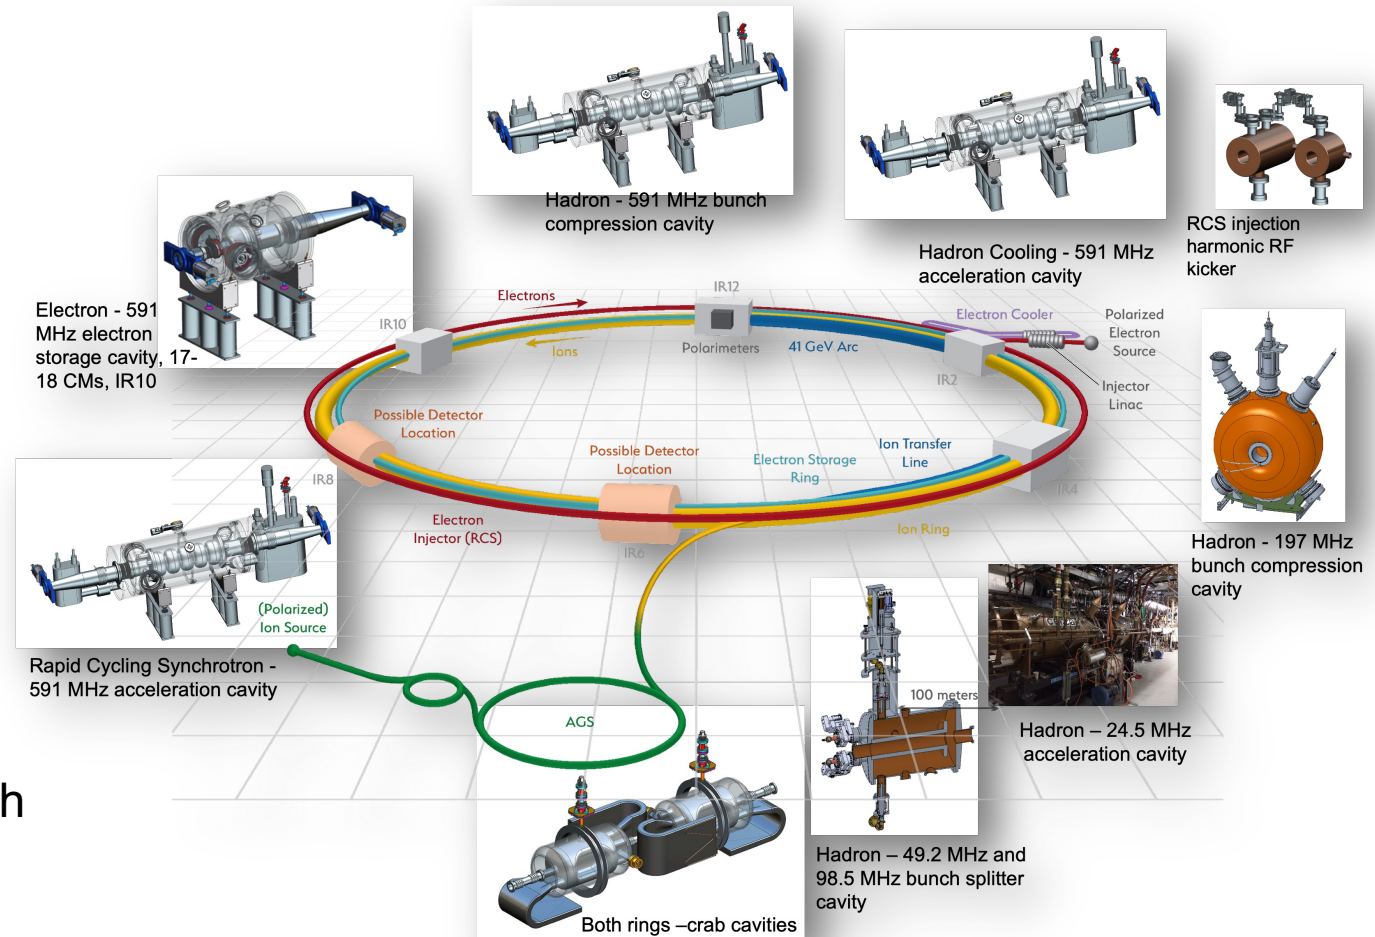 Hadron - 591 MHz bunch
compression cavity
Hadron Cooling - 591 MHz
acceleration cavity
RCS injection
harmonic RF
kicker
Electron - 591
MHz electron
storage cavity, 17-
18 CMs, IR10
Electrons
IR12
IR10
Ions
Polarimeters
41 GeV Arc
Electron Cooler
Polarized
Electron
Source
IR2
Injector
Linac
Possible Detector
Location
Possible Detector
Location
Electron Storage
Ring
Ion Transfer
Line
IR8
IR4
Electron
Injector (RCS)
IR6
Ion Ring
Hadron - 197 MHz
bunch compression
cavity
(Polarized)
Ion Source
Rapid Cycling Synchrotron -
591 MHz acceleration cavity
AGS
100 meters
Hadron – 24.5 MHz
acceleration cavity
h
Hadron – 49.2 MHz and
98.5 MHz bunch splitter
cavity
Both rings –crab cavities